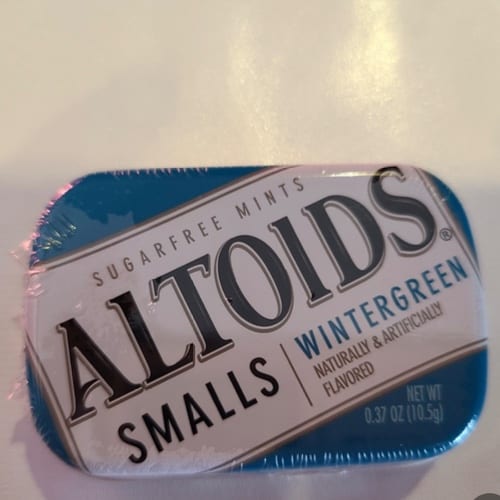 SUGARFREE MINTS
ALTOIDS®
SMALLS
WINTERGREEN
NATURALLY & ARTIFICIALLY
FLAVORED
NET WT
0.37 OZ (10.5g)